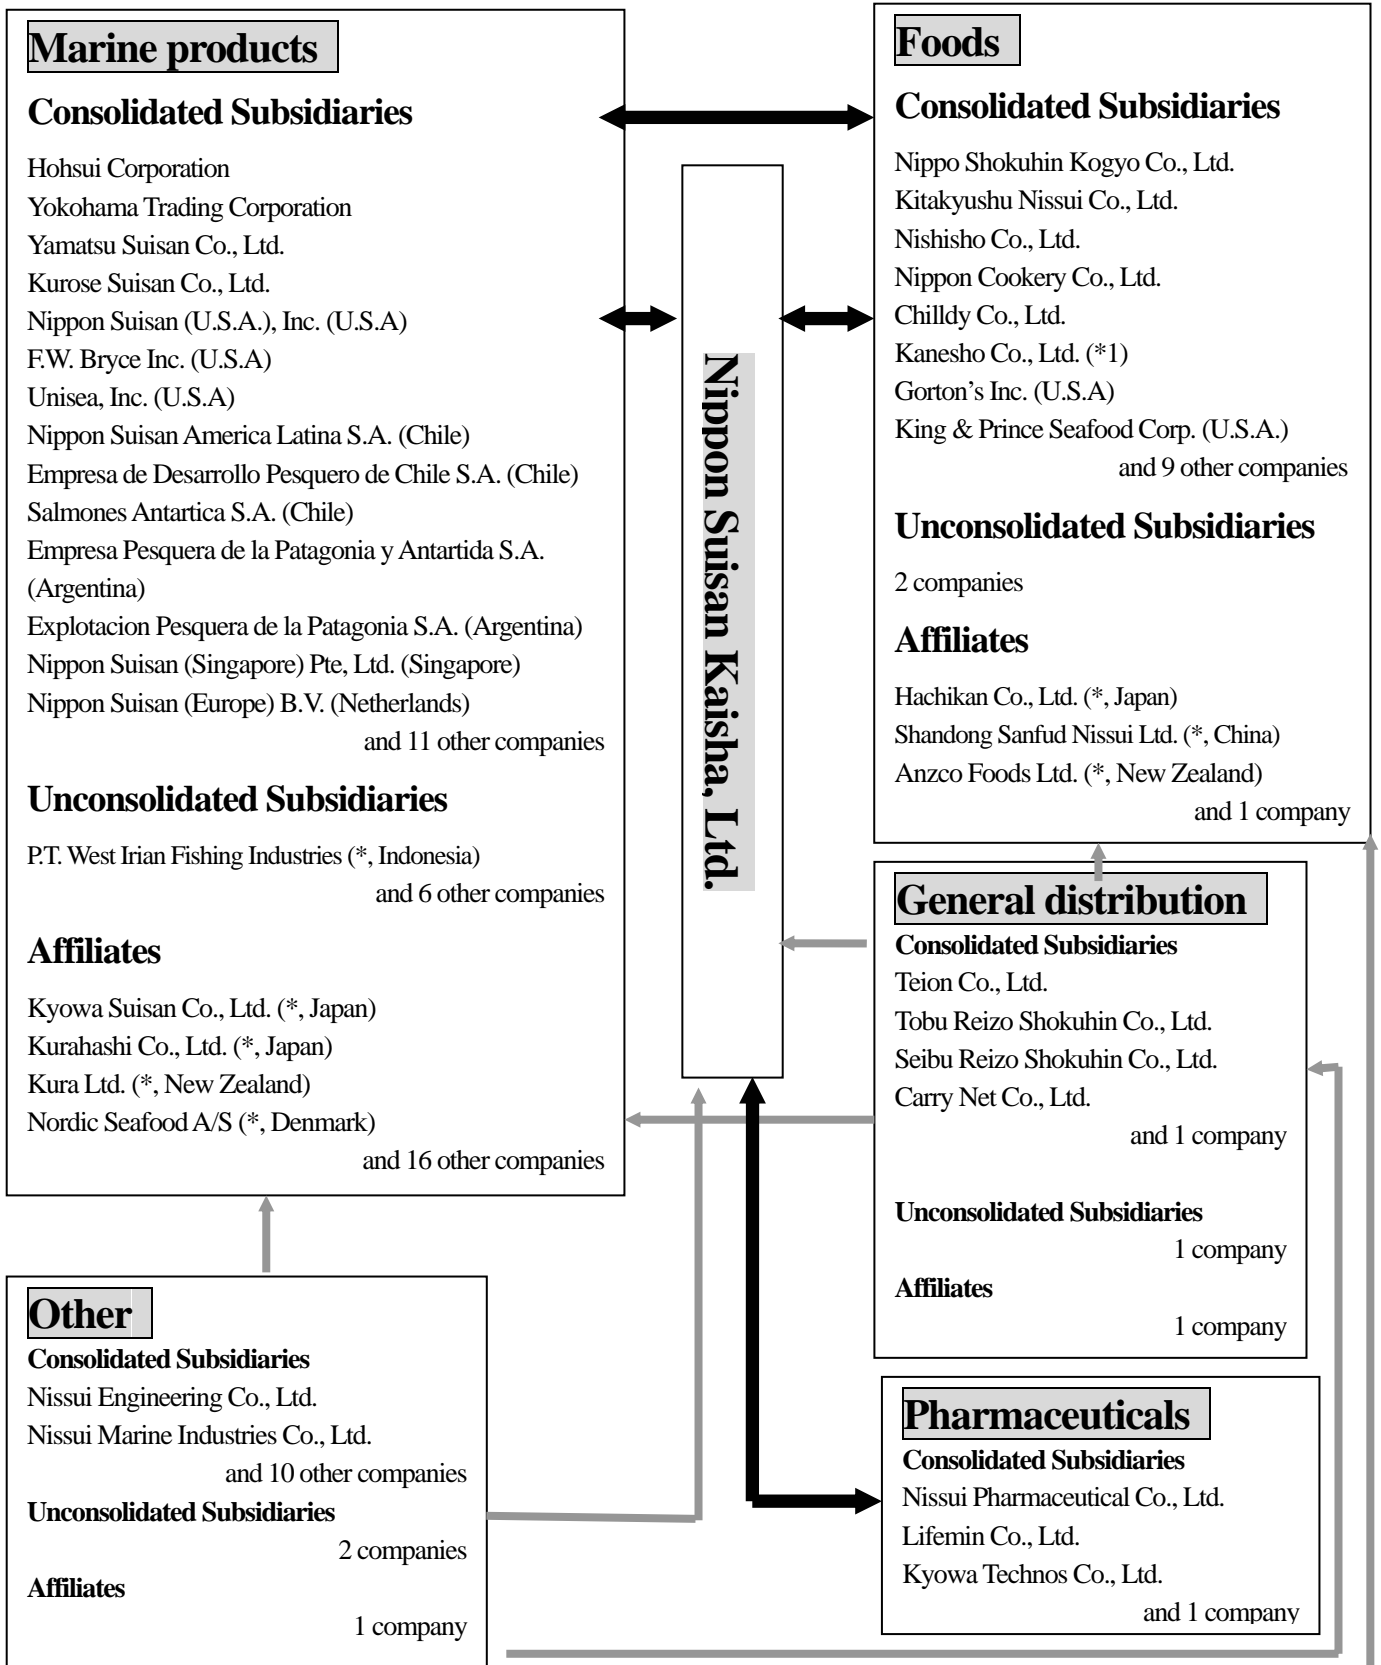 Marine products
Consolidated Subsidiaries
Hohsui Corporation
Yokohama Trading Corporation
Yamatsu Suisan Co., Ltd.
Kurose Suisan Co., Ltd.
Nippon Suisan (U.S.A.), Inc. (U.S.A)
F.W. Bryce Inc. (U.S.A)
Unisea, Inc. (U.S.A)
Nippon Suisan America Latina S.A. (Chile)
Empresa de Desarrollo Pesquero de Chile S.A. (Chile)
Salmones Antartica S.A. (Chile)
Empresa Pesquera de la Patagonia y Antartida S.A.
(Argentina)
Explotacion Pesquera de la Patagonia S.A. (Argentina)
Nippon Suisan (Singapore) Pte, Ltd. (Singapore)
Nippon Suisan (Europe) B.V. (Netherlands)
and 11 other companies
Unconsolidated Subsidiaries
P.T. West Irian Fishing Industries (*, Indonesia)
and 6 other companies
Affiliates
Kyowa Suisan Co., Ltd. (*, Japan)
Kurahashi Co., Ltd. (*, Japan)
Kura Ltd. (*, New Zealand)
Nordic Seafood A/S (*, Denmark)
and 16 other companies
Nippon Suisan Kaisha, Ltd.
Foods
Consolidated Subsidiaries
Nippo Shokuhin Kogyo Co., Ltd.
Kitakyushu Nissui Co., Ltd.
Nishisho Co., Ltd.
Nippon Cookery Co., Ltd.
Chilldy Co., Ltd.
Kanesho Co., Ltd. (*1)
Gorton's Inc. (U.S.A)
King & Prince Seafood Corp. (U.S.A.)
and 9 other companies
Unconsolidated Subsidiaries
2 companies
Affiliates
Hachikan Co., Ltd. (*, Japan)
Shandong Sanfud Nissui Ltd. (*, China)
Anzco Foods Ltd. (*, New Zealand)
and 1 company
General distribution
Consolidated Subsidiaries
Teion Co., Ltd.
Tobu Reizo Shokuhin Co., Ltd.
Seibu Reizo Shokuhin Co., Ltd.
Carry Net Co., Ltd.
and 1 company
Unconsolidated Subsidiaries
1 company
Affiliates
1 company
Other
Consolidated Subsidiaries
Nissui Engineering Co., Ltd.
Nissui Marine Industries Co., Ltd.
and 10 other companies
Unconsolidated Subsidiaries
2 companies
Affiliates
1 company
Pharmaceuticals
Consolidated Subsidiaries
Nissui Pharmaceutical Co., Ltd.
Lifemin Co., Ltd.
Kyowa Technos Co., Ltd.
and 1 company